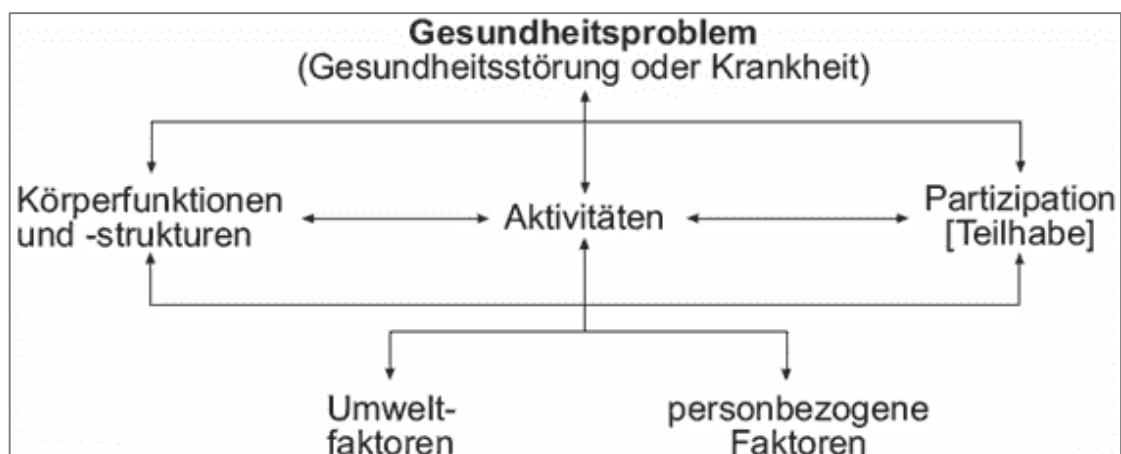 Gesundheitsproblem
(Gesundheitsstörung oder Krankheit)
Körperfunktionen
und -strukturen
Aktivitäten
Partizipation
[Teilhabe]
Umwelt-
faktoren
personbezogene
Faktoren